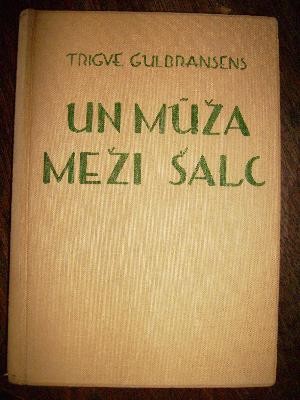 TRIGVE GULBRANSENS
UN MŪŽA
MEŽI ŠALC